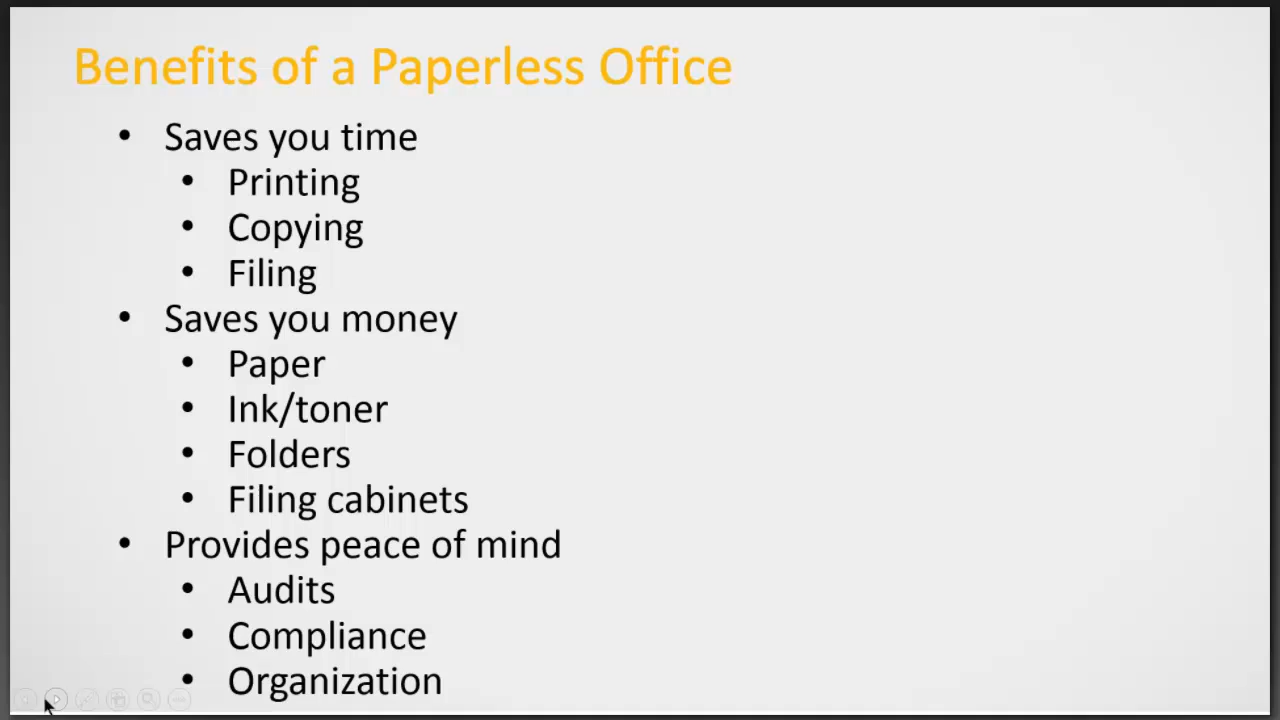 Benefits of a Paperless Office
• Saves you time
• Printing
• Copying
• Filing
• Saves you money
• Paper
• Ink/toner
• Folders
• Filing cabinets
• Provides peace of mind
• Audits
• Compliance
• Organization